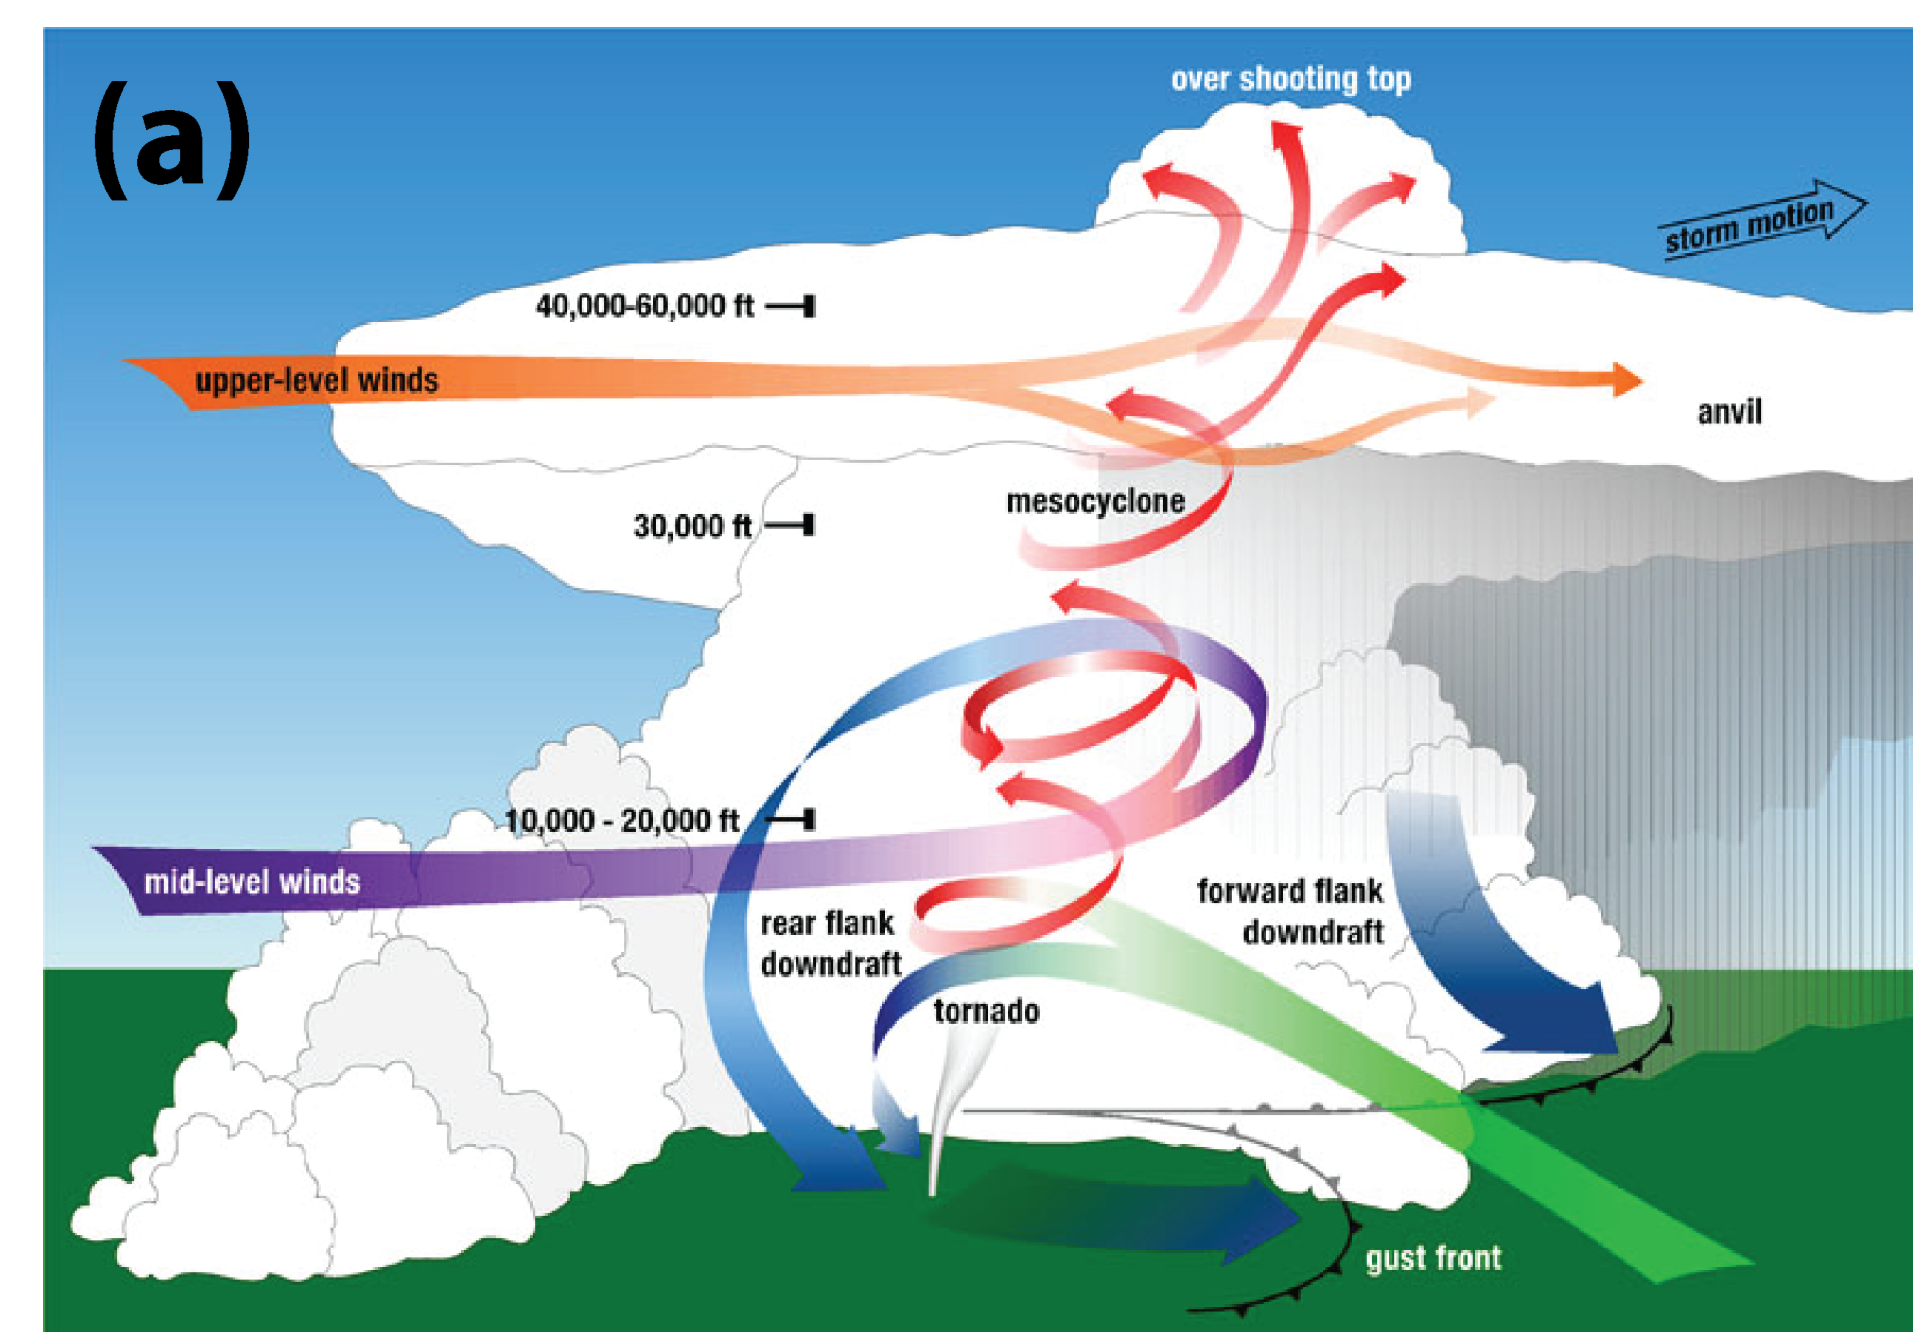 (a)
over shooting top
storm motion
40,000-60,000 ft
upper-level winds
anvil
mesocyclone
30,000 ft
10,000 - 20,000 ft
mid-level winds
forward flank
downdraft
rear flank
downdraft
tornado
gust front